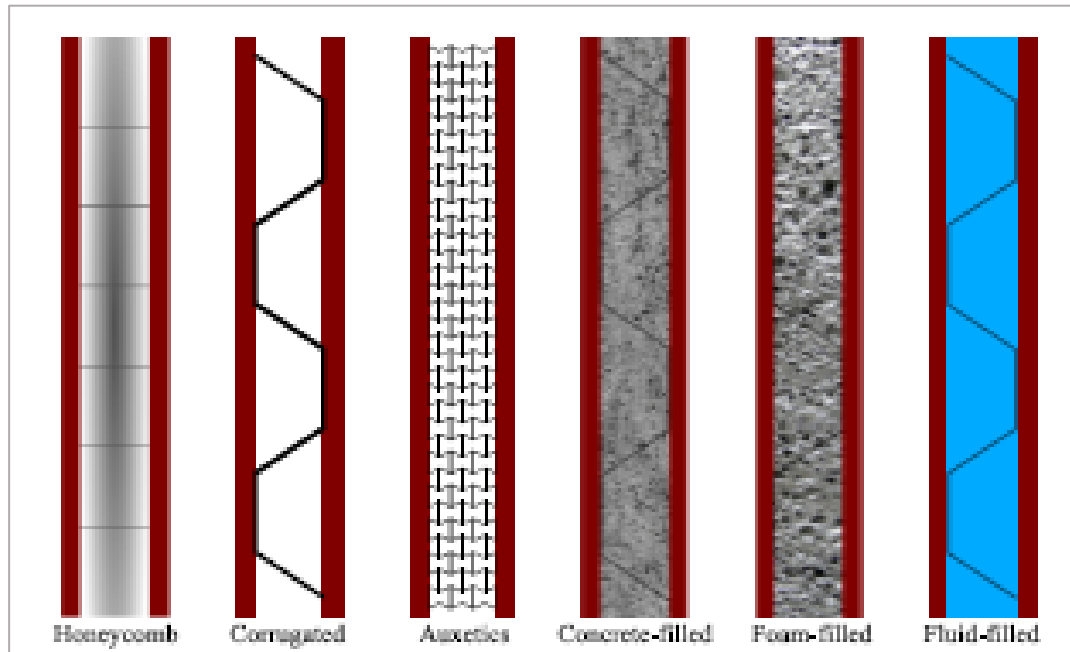 Honeycomb
Corrugated
Auxetics
Concrete-filled
Foam-filled
Fluid-filled